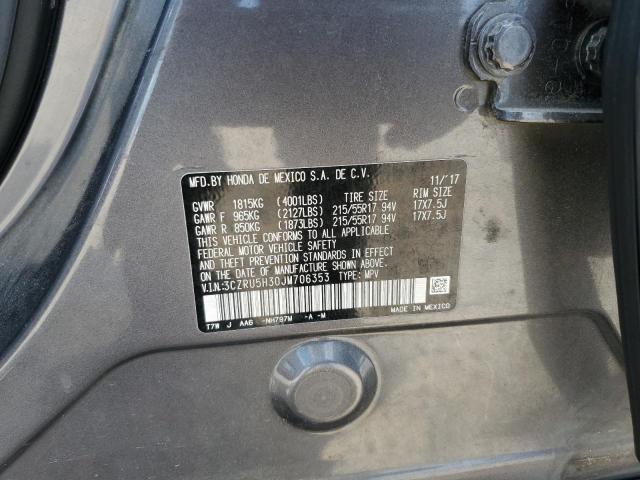 MFD.BY HONDA DE MEXICO S.A. DE C.V. 11/'17
GVWR 1815KG (4001LBS) TIRE SIZE RIM SIZE
GAWR F 965KG (2127LBS) 215/55R17 94V 17X7.5J
GAWR R 850KG (1873LBS) 215/55R17 94V 17X7.5J
THIS VEHICLE CONFORMS TO ALL APPLICABLE
FEDERAL MOTOR VEHICLE SAFETY
AND THEFT PREVENTION STANDARDS IN EFFECT
ON THE DATE OF MANUFACTURE SHOWN ABOVE.
V.I.N:3CZRU5H30JM706353 TYPE: MPV
T7W J AA6 -NH797M -A -M MADE IN MEXICO